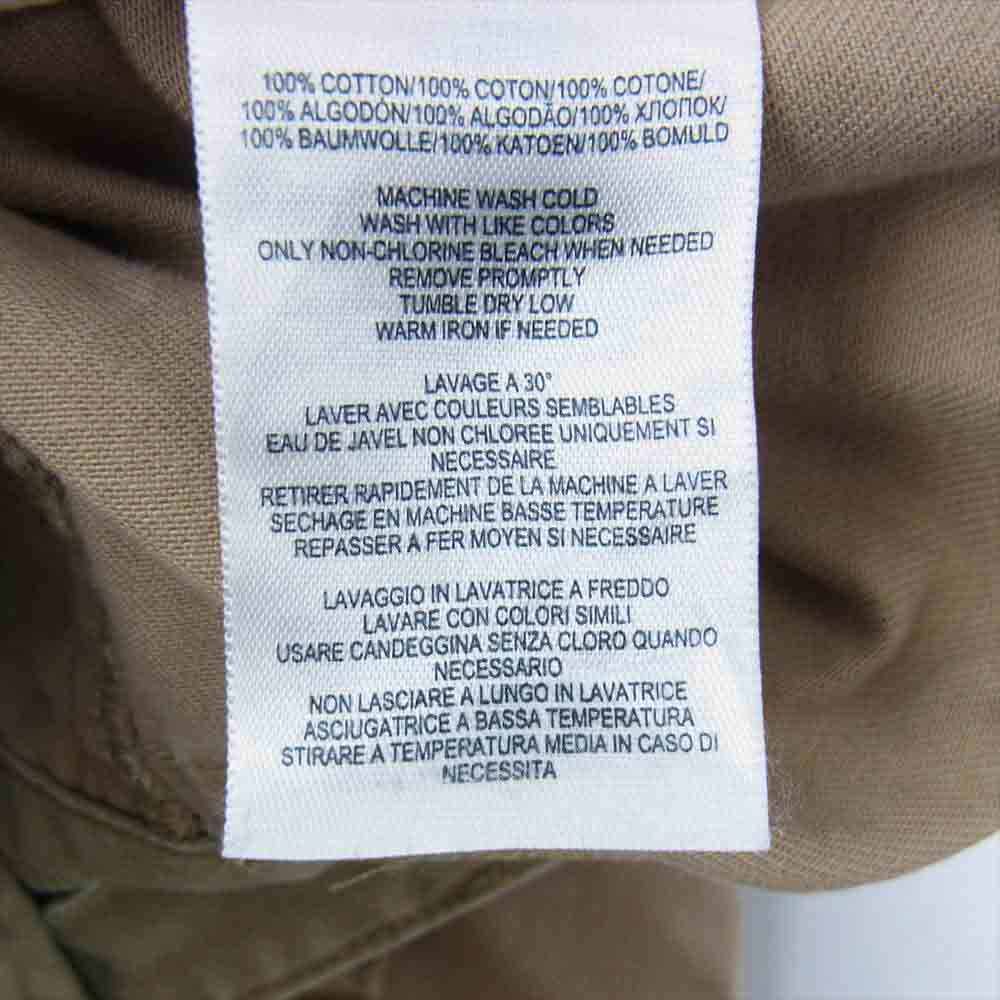 100% COTTON/100% COTON/100% COTONE/
100% ALGODÓN/100% ALGODÃO/100% ХЛОПОК/
100% BAUMWOLLE/100% KATOEN/100% BOMULD
MACHINE WASH COLD
WASH WITH LIKE COLORS
ONLY NON-CHLORINE BLEACH WHEN NEEDED
REMOVE PROMPTLY
TUMBLE DRY LOW
WARM IRON IF NEEDED
LAVAGE A 30°
LAVER AVEC COULEURS SEMBLABLES
EAU DE JAVEL NON CHLOREE UNIQUEMENT SI
NECESSAIRE
RETIRER RAPIDEMENT DE LA MACHINE A LAVER
SECHAGE EN MACHINE BASSE TEMPERATURE
REPASSER A FER MOYEN SI NECESSAIRE
LAVAGGIO IN LAVATRICE A FREDDO
LAVARE CON COLORI SIMILI
USARE CANDEGGINA SENZA CLORO QUANDO
NECESSARIO
NON LASCIARE A LUNGO IN LAVATRICE
ASCIUGATRICE A BASSA TEMPERATURA
STIRARE A TEMPERATURA MEDIA IN CASO DI
NECESSITA